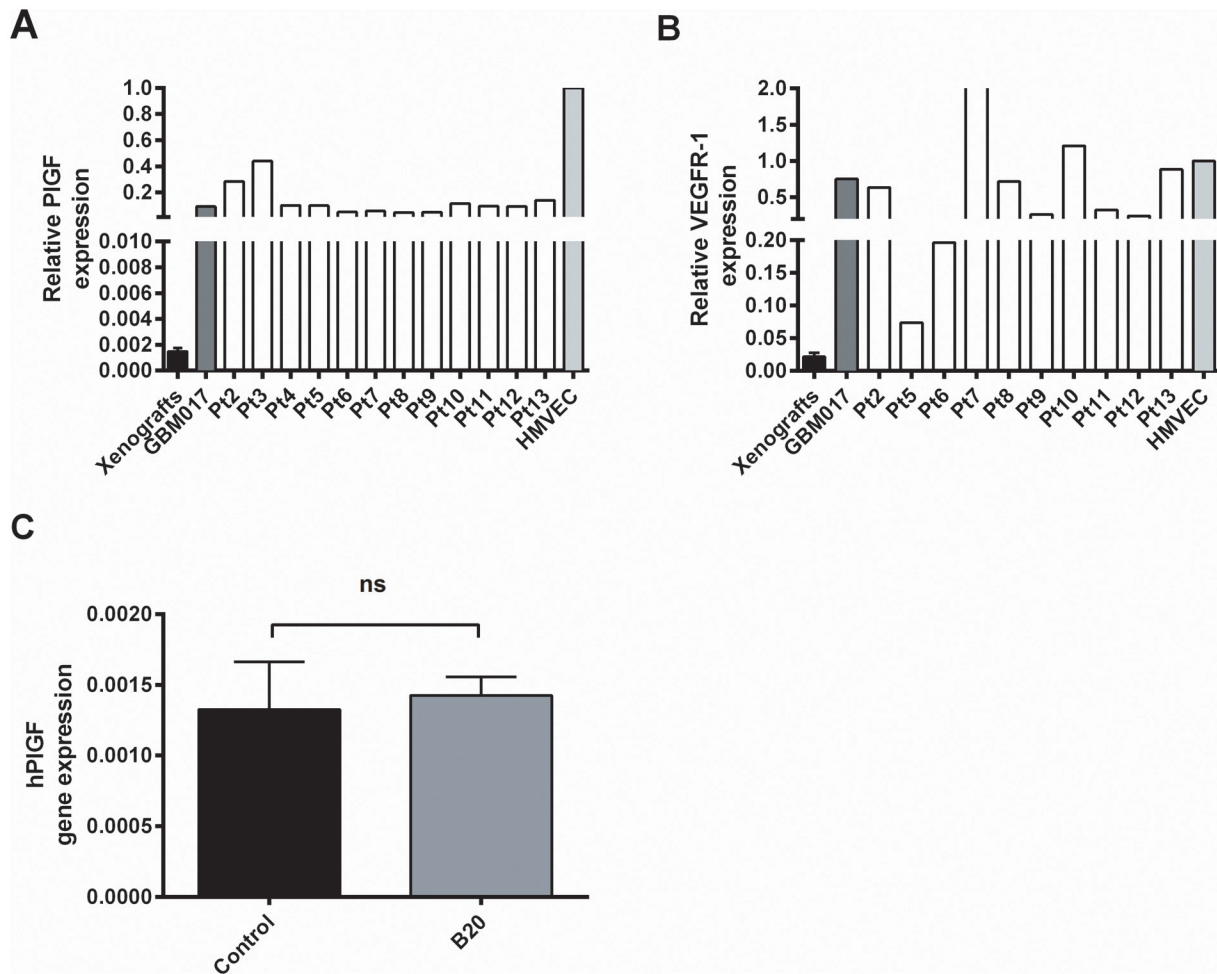 A
Relative PlGF
expression
1.0
0.8
0.6
0.4
0.2
0.010
0.008
0.006
0.004
0.002
0.000
Xenografts
GBM017
Pt2
Pt3
Pt4
Pt5
Pt6
Pt7
Pt8
Pt9
Pt10
Pt11
Pt12
Pt13
HMVEC
B
Relative VEGFR-1
expression
2.0
1.5
1.0
0.5
0.20
0.15
0.10
0.05
0.00
Xenografts
GBM017
Pt2
Pt5
Pt6
Pt7
Pt8
Pt9
Pt10
Pt11
Pt12
Pt13
HMVEC
C
ns
hPlGF
gene expression
0.0020
0.0015
0.0010
0.0005
0.0000
Control
B20